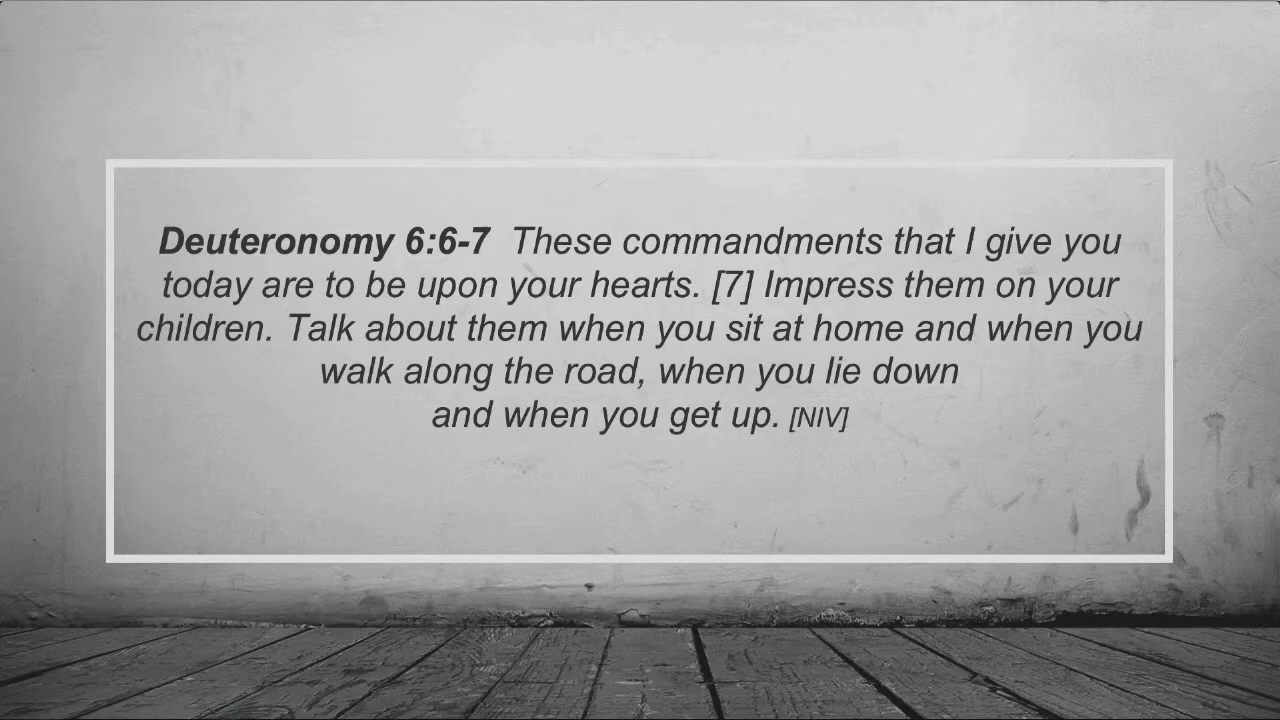 Deuteronomy 6:6-7  These commandments that I give you
today are to be upon your hearts. [7] Impress them on your
children. Talk about them when you sit at home and when you
walk along the road, when you lie down
and when you get up. [NIV]